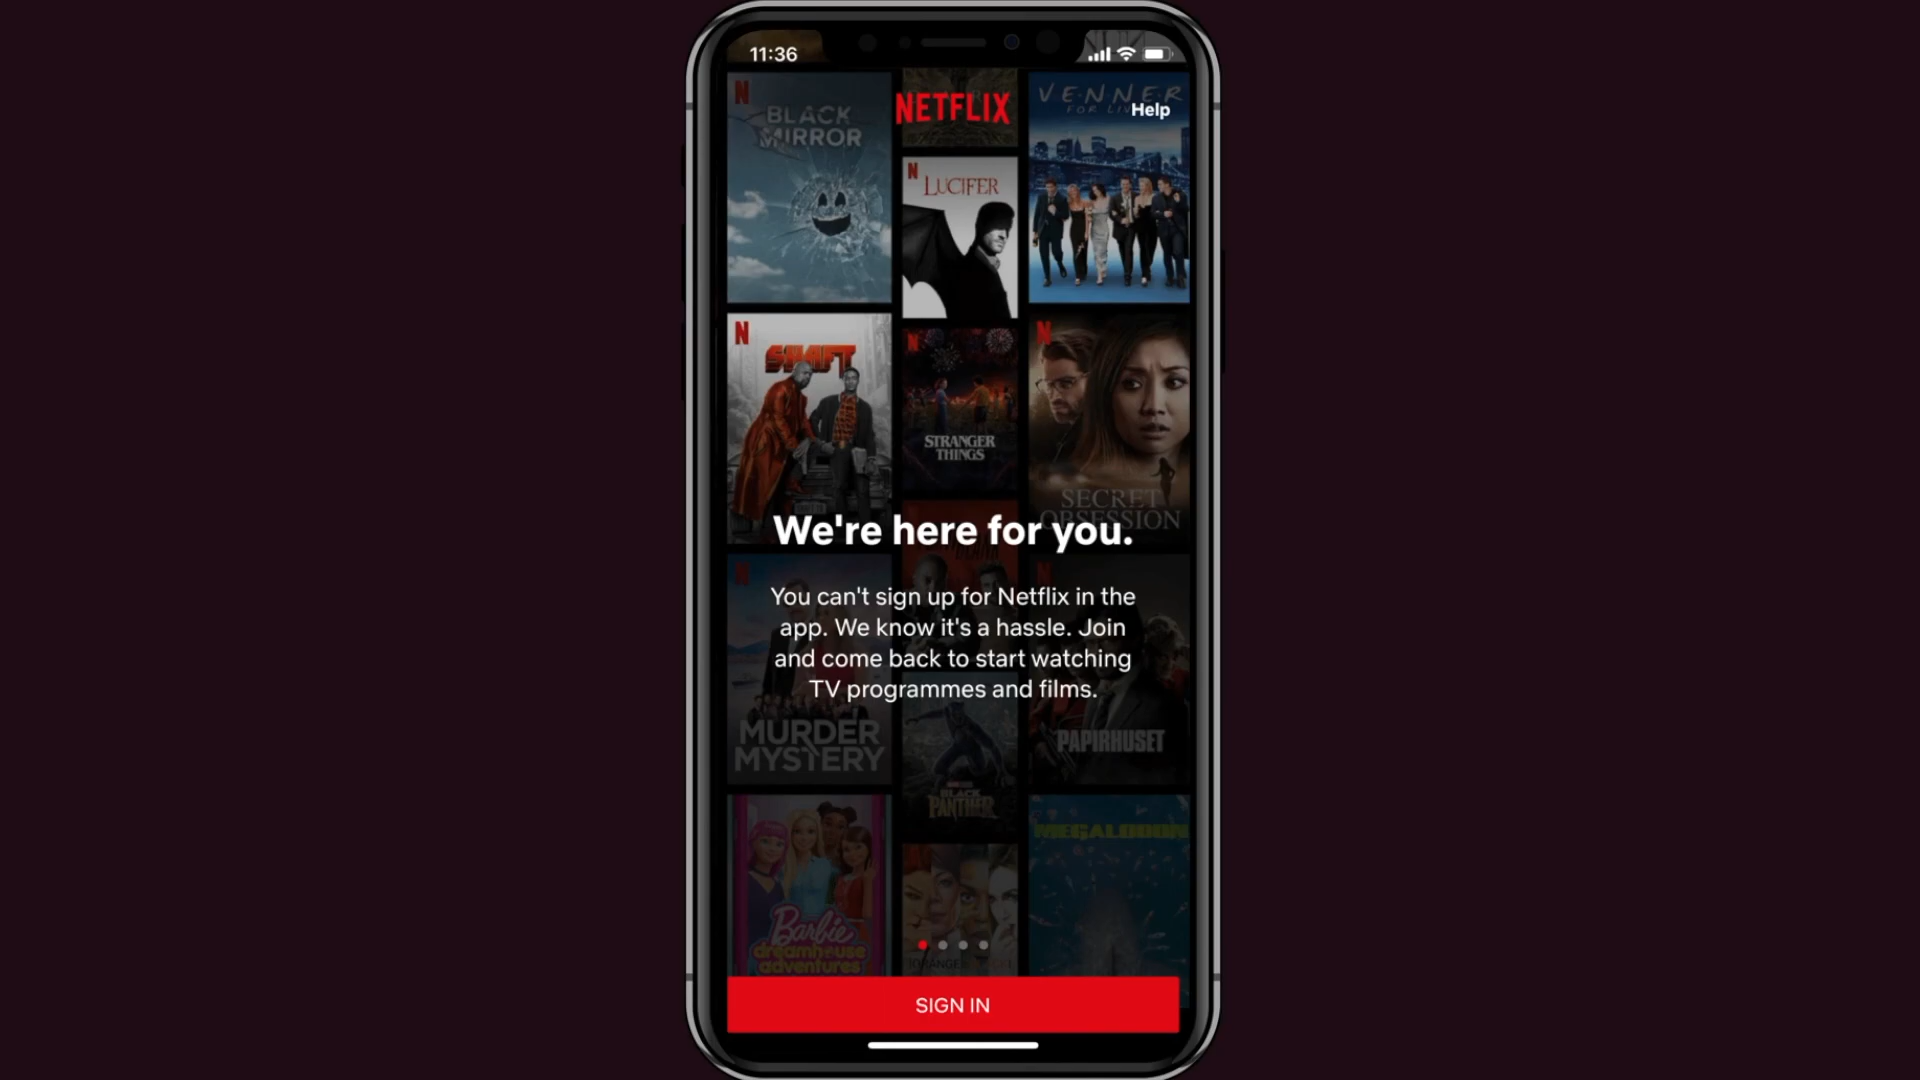 11:36
NETFLIX
Help
N
BLACK
MIRROR
N
LUCIFER
VENNER
FOR
N
SHAFT
N
STRANGER
THINGS
N
SECRET
OBSESSION
We're here for you.
You can't sign up for Netflix in the
app. We know it's a hassle. Join
and come back to start watching
TV programmes and films.
N
MURDER
MYSTERY
BLACK
PANTHER
PAPIRHUSET
Barbie
dreamhouse
adventures
MEGALODON
SIGN IN